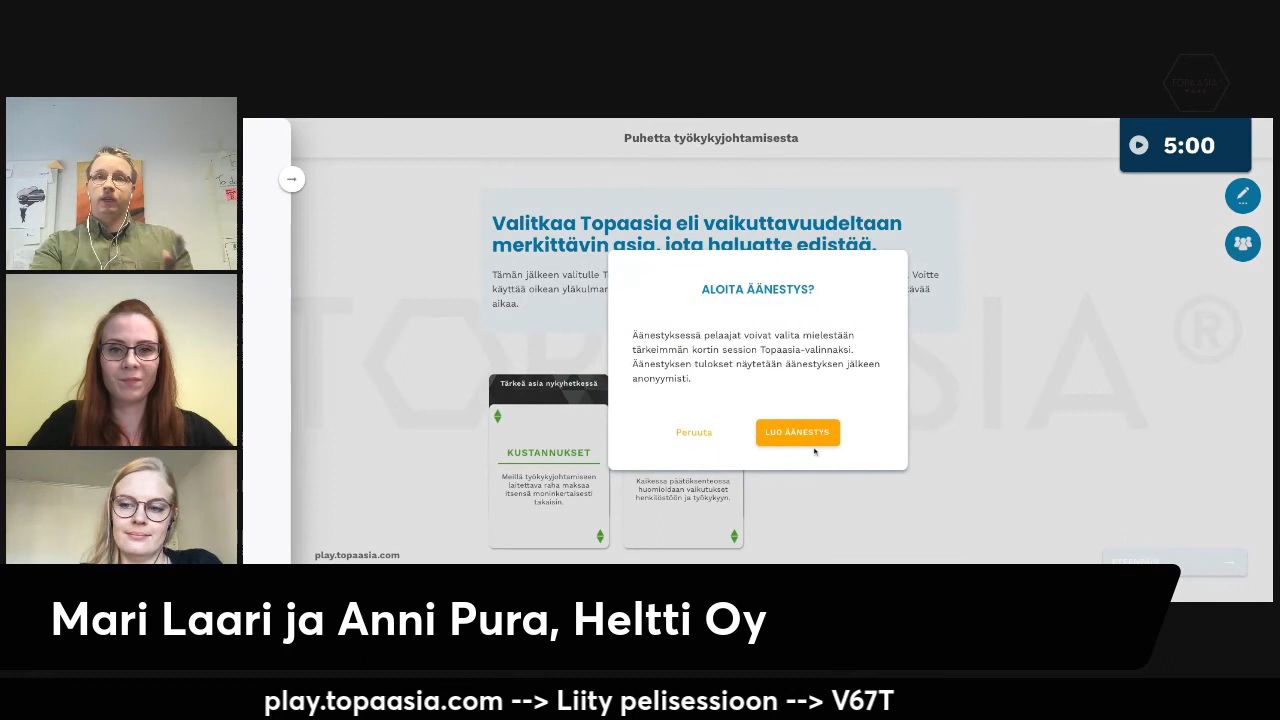 TOPAASIA
Puhetta työkykyjohtamisesta
5:00
Valitkaa Topaasia eli vaikuttavuudeltaan
merkittävin asia, jota haluatte edistää.
Tämän jälkeen valitulle T
Voitte
käyttää oikean yläkulman
aikaa.
ALOITA ÄÄNESTYS?
Äänestyksessä pelaajat voivat valita mielestään
tärkeimmän kortin session Topaasia-valinnaksi.
Äänestyksen tulokset näytetään äänestyksen jälkeen
anonyymisti.
Peruuta
LUO ÄÄNESTYS
Tärkeä asia nykyhetkessä
KUSTANNUKSET
Meillä työkykyjohtamiseen
laitettava raha maksaa
itsensä moninkertaisesti
takaisin.
Kaikessa päätöksenteossa
huomioidaan vaikutukset
henkilöstöön ja työkykyyn.
play.topaasia.com
Mari Laari ja Anni Pura, Heltti Oy
play.topaasia.com --> Liity pelisessioon --> V67T